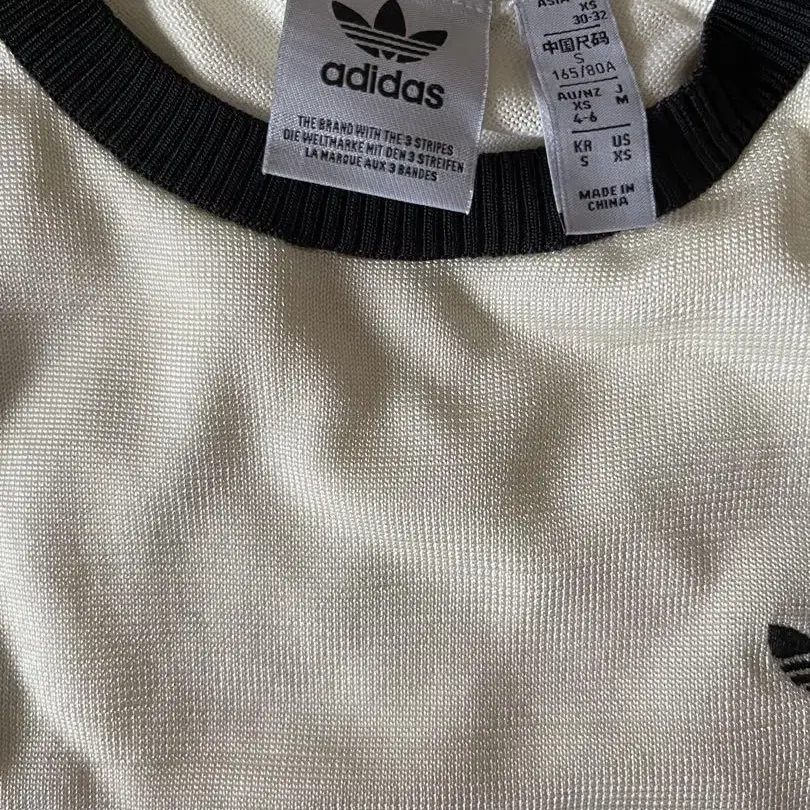 adidas
THE BRAND WITH THE 3 STRIPES
DIE WELTMARKE MIT DEN 3 STREIFEN
LA MARQUE AUX 3 BANDES
ASIA XS
30-32
中国尺码
S
165/80A
AU/NZ J
XS M
4-6
KR US
S XS
MADE IN
CHINA